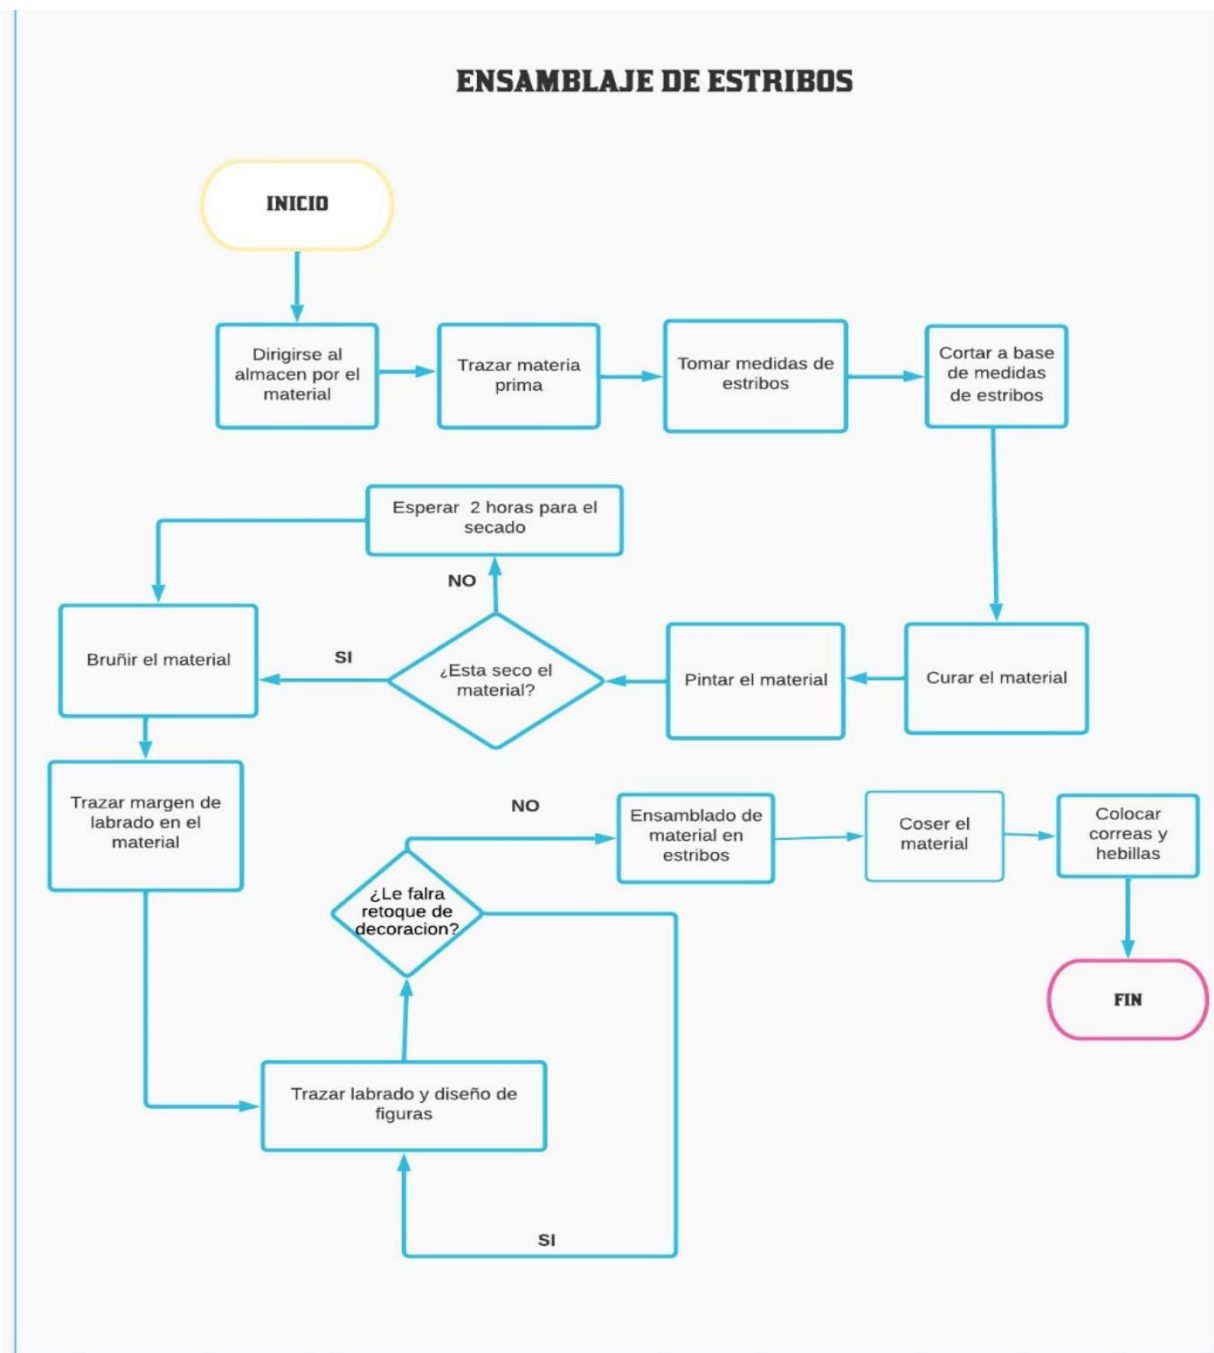 ENSAMBLAJE DE ESTRIBOS
INICIO
Dirigirse al
almacen por el
material
Trazar materia
prima
Tomar medidas de
estribos
Cortar a base
de medidas
de estribos
Esperar 2 horas para el
secado
NO
Bruñir el material
SI
¿Esta seco el
material?
Pintar el material
Curar el material
Trazar margen de
labrado en el
material
NO
Ensamblado de
material en
estribos
Coser el
material
Colocar
correas y
hebillas
¿Le falra
retoque de
decoracion?
FIN
Trazar labrado y diseño de
figuras
SI